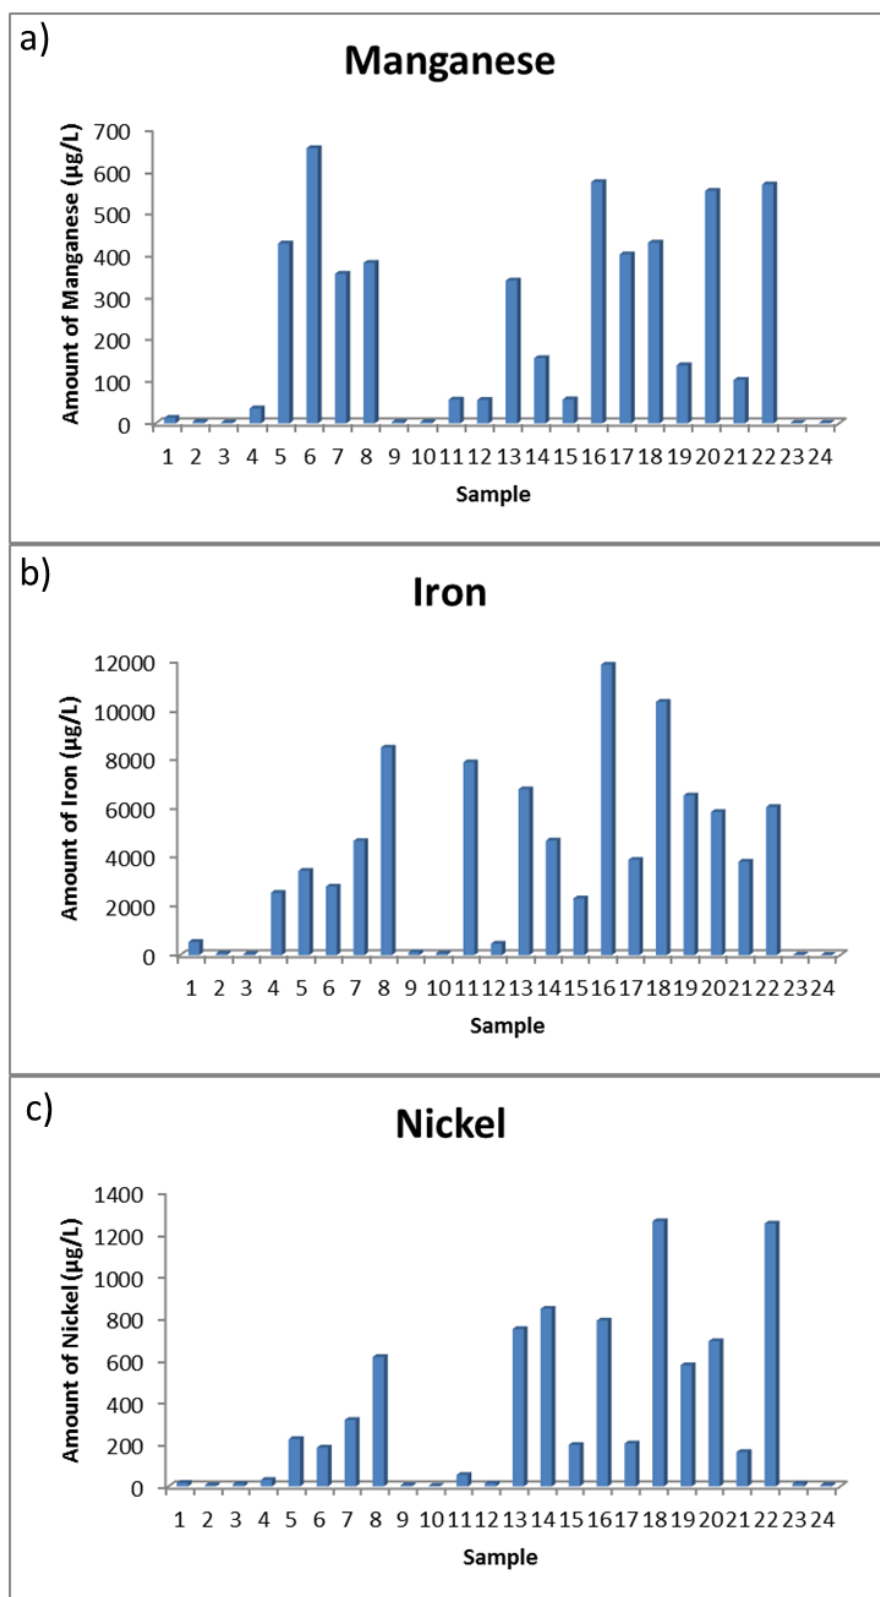 a)
Manganese
Amount of Manganese (µg/L)
700
600
500
400
300
200
100
0
1 2 3 4 5 6 7 8 9 10 11 12 13 14 15 16 17 18 19 20 21 22 23 24
Sample
b)
Iron
Amount of Iron (µg/L)
12000
10000
8000
6000
4000
2000
0
1 2 3 4 5 6 7 8 9 10 11 12 13 14 15 16 17 18 19 20 21 22 23 24
Sample
c)
Nickel
Amount of Nickel (µg/L)
1400
1200
1000
800
600
400
200
0
1 2 3 4 5 6 7 8 9 10 11 12 13 14 15 16 17 18 19 20 21 22 23 24
Sample